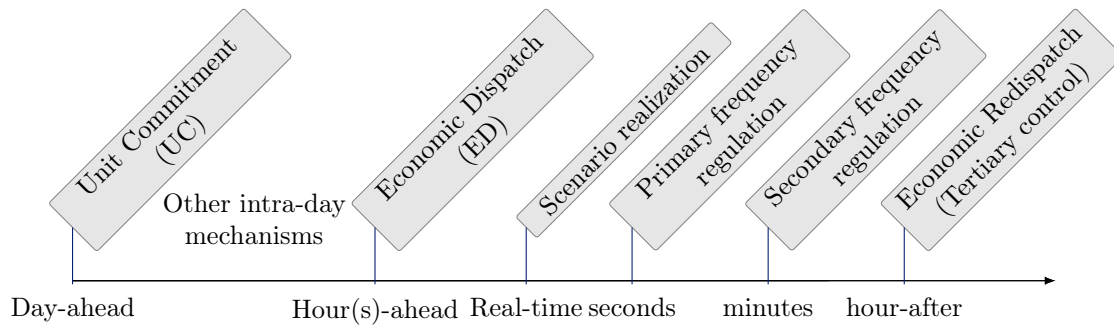 Unit Commitment
(UC)
Other intra-day
mechanisms
Economic Dispatch
(ED)
Scenario realization
Primary frequency
regulation
Secondary frequency
regulation
Economic Redispatch
(Tertiary control)
Day-ahead
Hour(s)-ahead
Real-time
seconds
minutes
hour-after